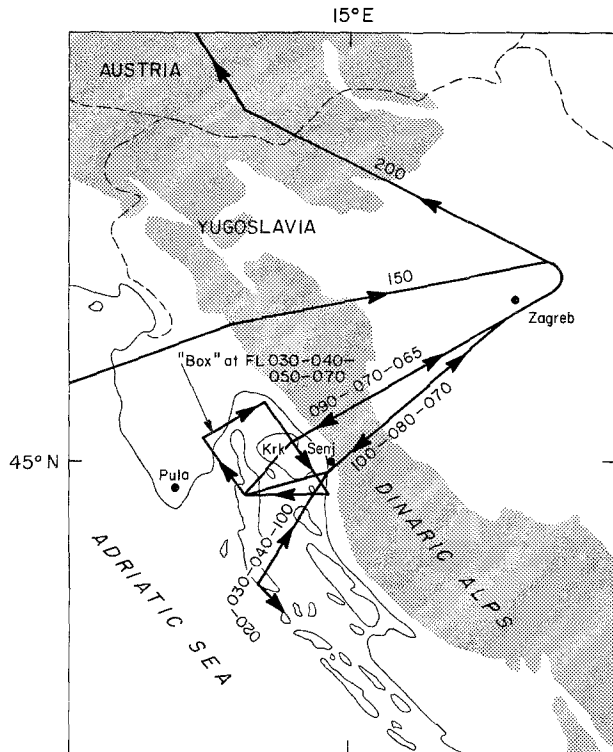 15°E
AUSTRIA
200
YUGOSLAVIA
150
Zagreb
"Box" at FL 030-040-
050-070
090-070-065
100-080-070
Krk
Senj
45°N
Pula
030-040-100
-020
DINARIC ALPS
ADRIATIC SEA